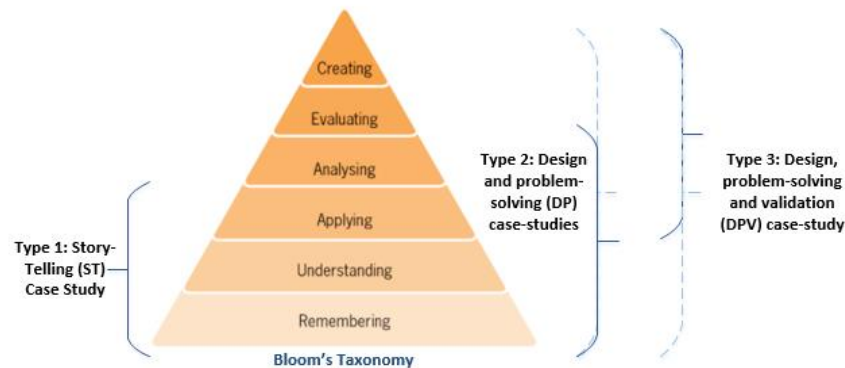 Creating
Evaluating
Analysing
Applying
Understanding
Remembering
Bloom's Taxonomy
Type 1: Story-
Telling (ST)
Case Study
Type 2: Design
and problem-
solving (DP)
case-studies
Type 3: Design,
problem-solving
and validation
(DPV) case-study